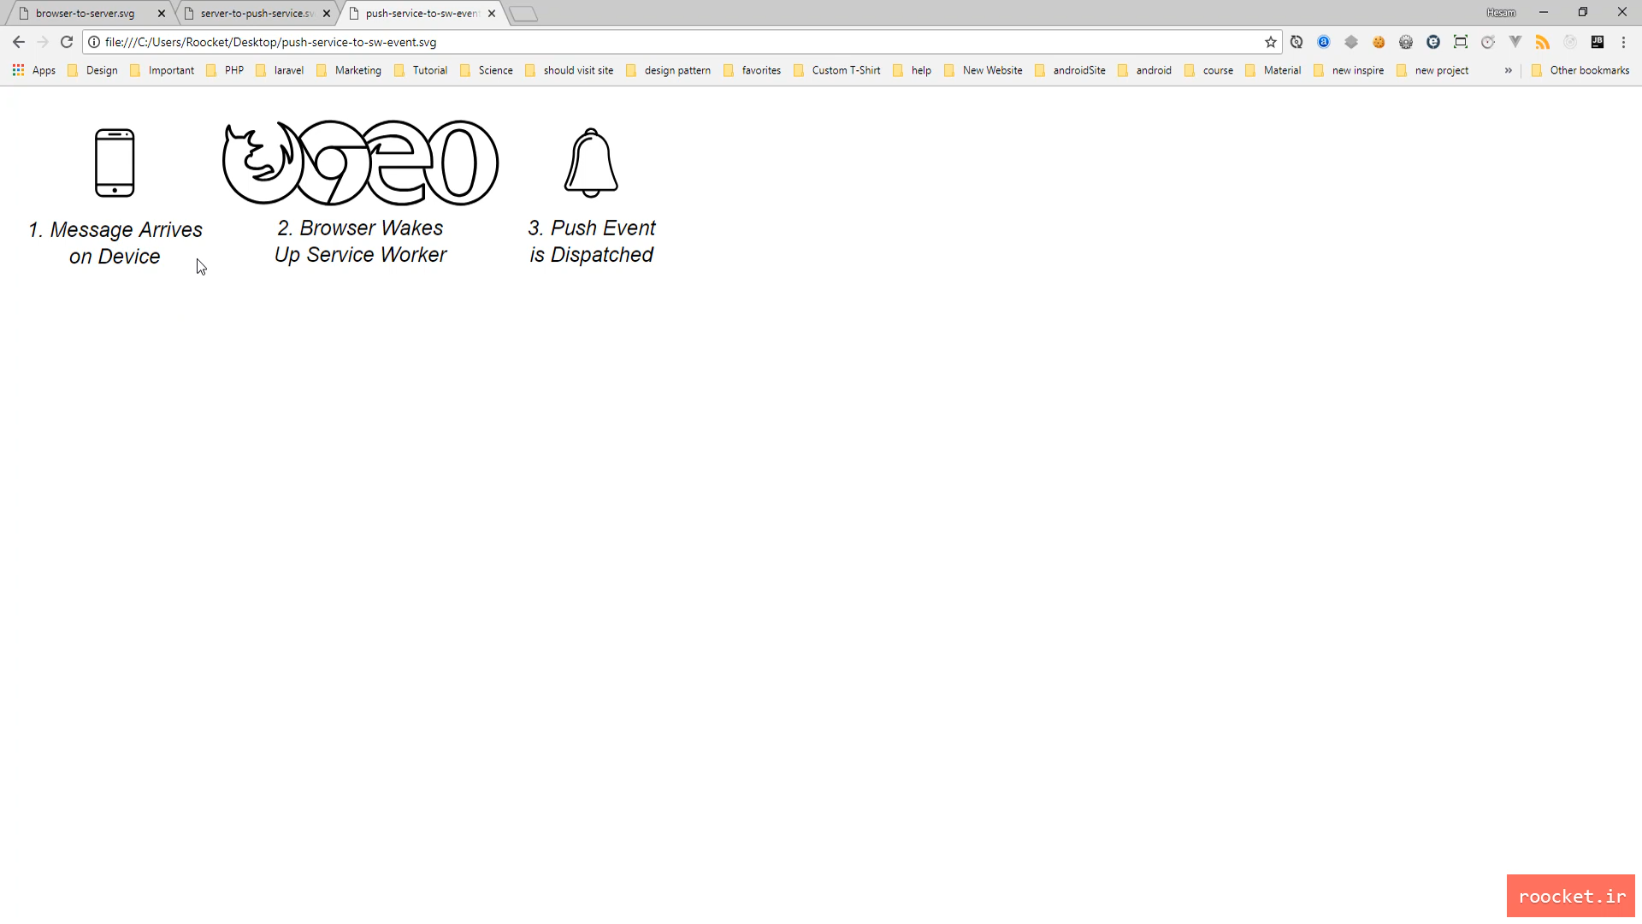 browser-to-server.svg
server-to-push-service.sv
push-service-to-sw-event
Hesam
file:///C:/Users/Roocket/Desktop/push-service-to-sw-event.svg
Apps
Design
Important
PHP
laravel
Marketing
Tutorial
Science
should visit site
design pattern
favorites
Custom T-Shirt
help
New Website
androidSite
android
course
Material
new inspire
new project
»
Other bookmarks
1. Message Arrives
on Device
2. Browser Wakes
Up Service Worker
3. Push Event
is Dispatched
roocket.ir